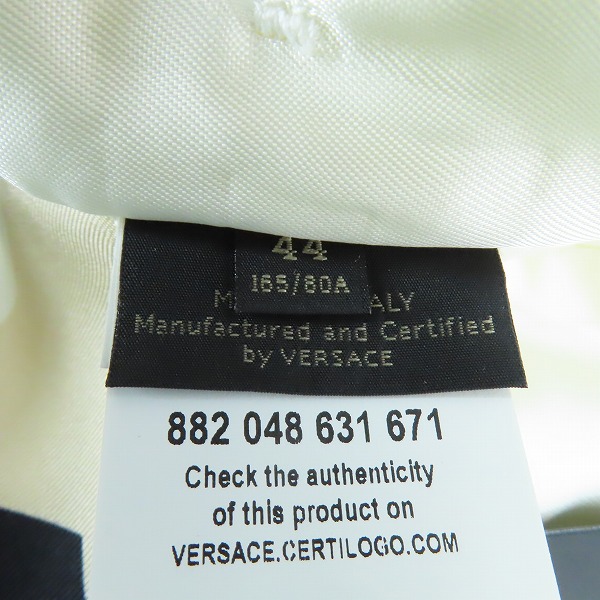 44
165/80A
M ALY
Manufactured and Certified
by VERSACE
882 048 631 671
Check the authenticity
of this product on
VERSACE.CERTILOGO.COM